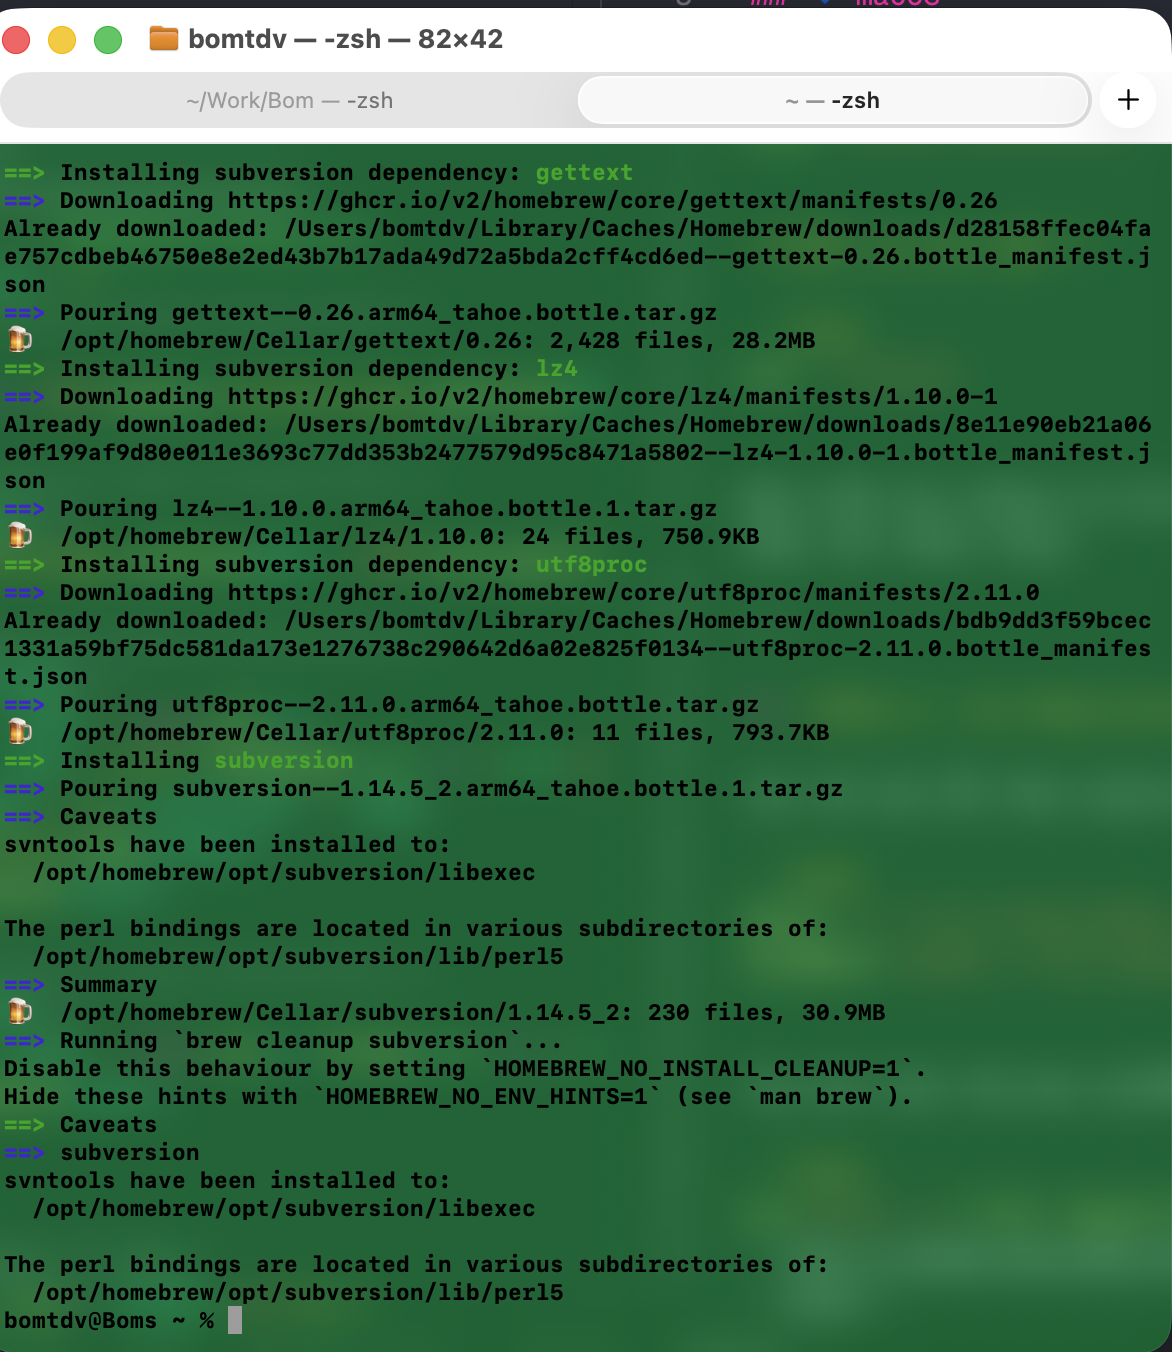 bomtdv — -zsh — 82×42
~/Work/Bom — -zsh
~ — -zsh
+
==> Installing subversion dependency: gettext
==> Downloading https://ghcr.io/v2/homebrew/core/gettext/manifests/0.26
Already downloaded: /Users/bomtdv/Library/Caches/Homebrew/downloads/d28158ffec04fa
e757cdbeb46750e8e2ed43b7b17ada49d72a5bda2cff4cd6ed--gettext-0.26.bottle_manifest.j
son
==> Pouring gettext--0.26.arm64_tahoe.bottle.tar.gz
🍺  /opt/homebrew/Cellar/gettext/0.26: 2,428 files, 28.2MB
==> Installing subversion dependency: lz4
==> Downloading https://ghcr.io/v2/homebrew/core/lz4/manifests/1.10.0-1
Already downloaded: /Users/bomtdv/Library/Caches/Homebrew/downloads/8e11e90eb21a06
e0f199af9d80e011e3693c77dd353b2477579d95c8471a5802--lz4-1.10.0-1.bottle_manifest.j
son
==> Pouring lz4--1.10.0.arm64_tahoe.bottle.1.tar.gz
🍺  /opt/homebrew/Cellar/lz4/1.10.0: 24 files, 750.9KB
==> Installing subversion dependency: utf8proc
==> Downloading https://ghcr.io/v2/homebrew/core/utf8proc/manifests/2.11.0
Already downloaded: /Users/bomtdv/Library/Caches/Homebrew/downloads/bdb9dd3f59bcec
1331a59bf75dc581da173e1276738c290642d6a02e825f0134--utf8proc-2.11.0.bottle_manifes
t.json
==> Pouring utf8proc--2.11.0.arm64_tahoe.bottle.tar.gz
🍺  /opt/homebrew/Cellar/utf8proc/2.11.0: 11 files, 793.7KB
==> Installing subversion
==> Pouring subversion--1.14.5_2.arm64_tahoe.bottle.1.tar.gz
==> Caveats
svntools have been installed to:
  /opt/homebrew/opt/subversion/libexec

The perl bindings are located in various subdirectories of:
  /opt/homebrew/opt/subversion/lib/perl5
==> Summary
🍺  /opt/homebrew/Cellar/subversion/1.14.5_2: 230 files, 30.9MB
==> Running `brew cleanup subversion`...
Disable this behaviour by setting `HOMEBREW_NO_INSTALL_CLEANUP=1`.
Hide these hints with `HOMEBREW_NO_ENV_HINTS=1` (see `man brew`).
==> Caveats
==> subversion
svntools have been installed to:
  /opt/homebrew/opt/subversion/libexec

The perl bindings are located in various subdirectories of:
  /opt/homebrew/opt/subversion/lib/perl5
bomtdv@Boms ~ %